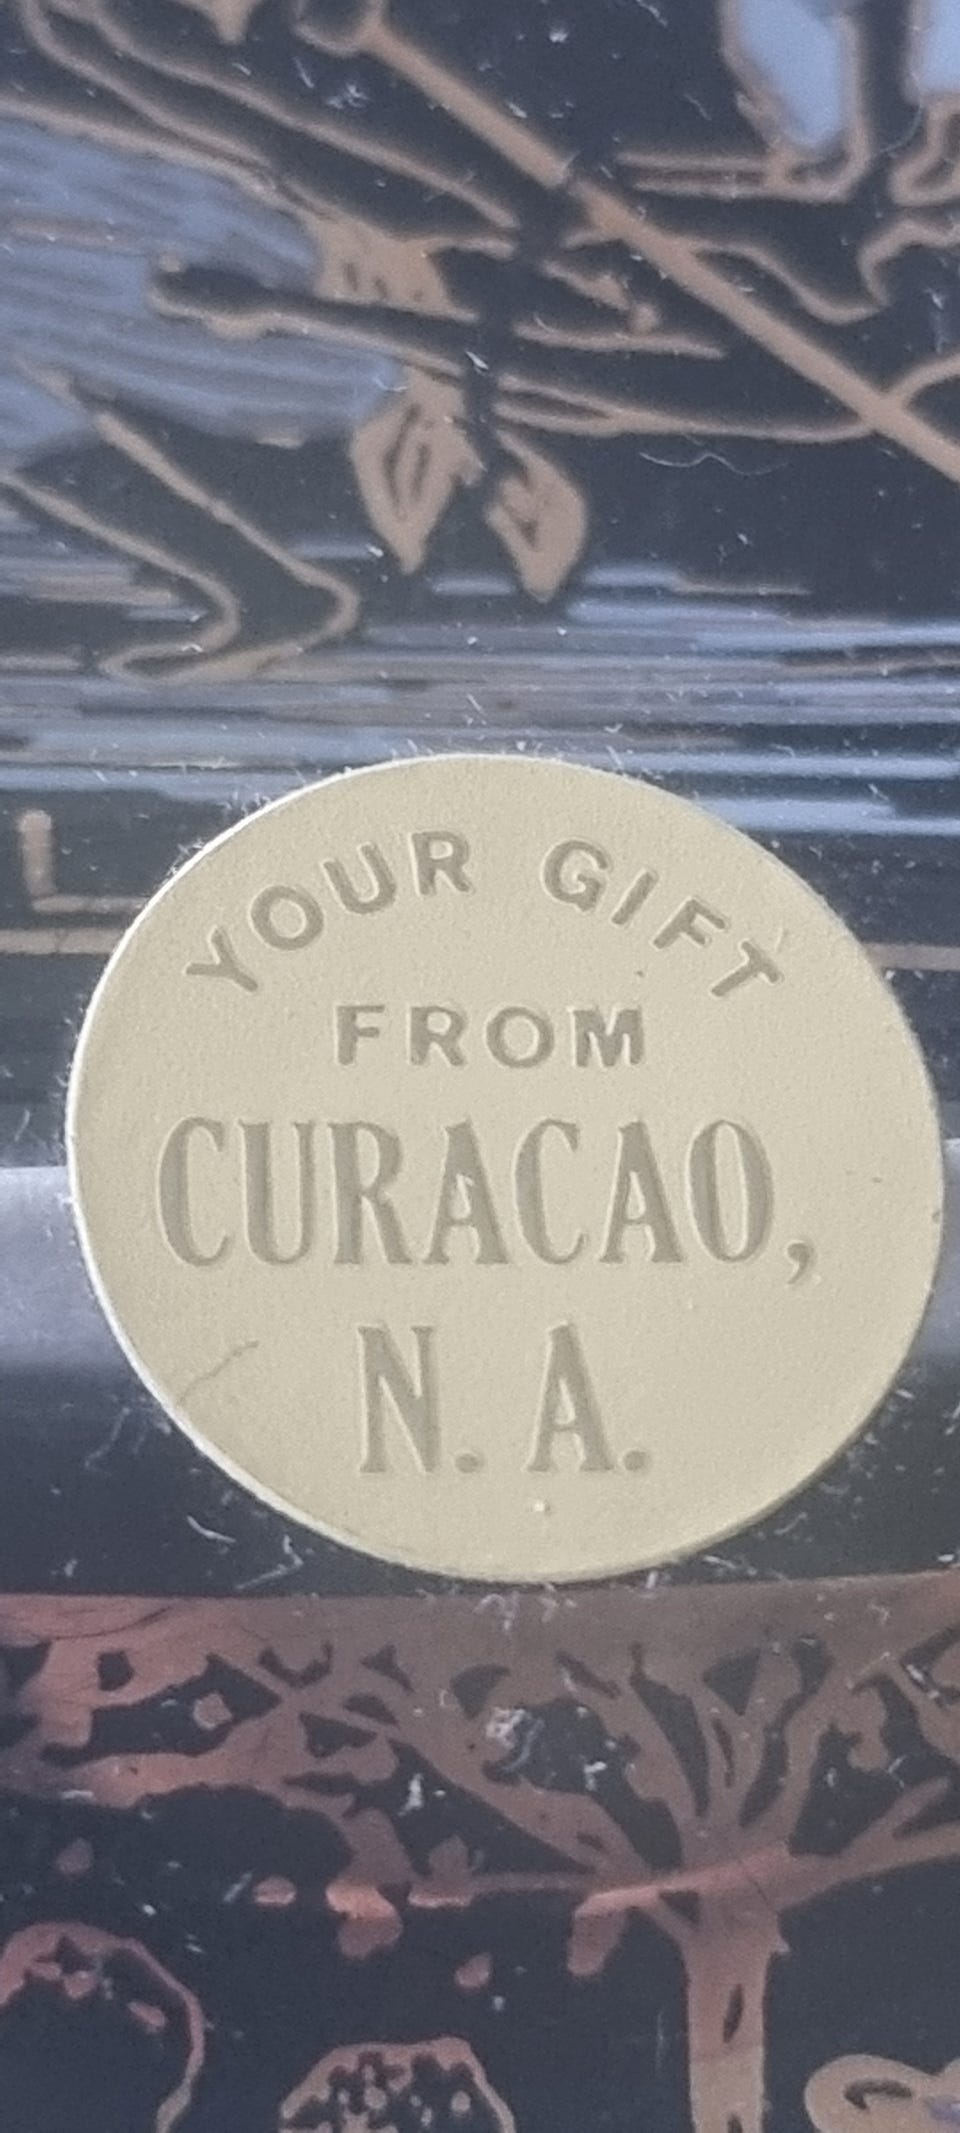 YOUR GIFT
FROM
CURACAO,
N. A.